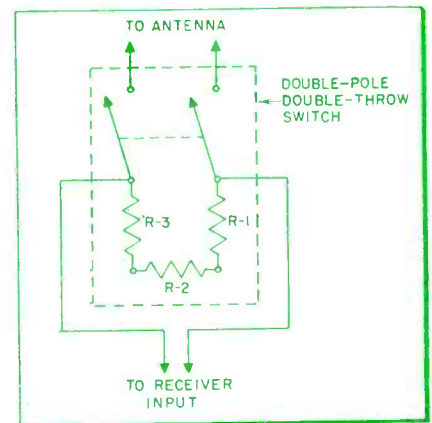 TO ANTENNA
DOUBLE-POLE
DOUBLE-THROW
SWITCH
R-3
R-1
R-2
TO RECEIVER
INPUT